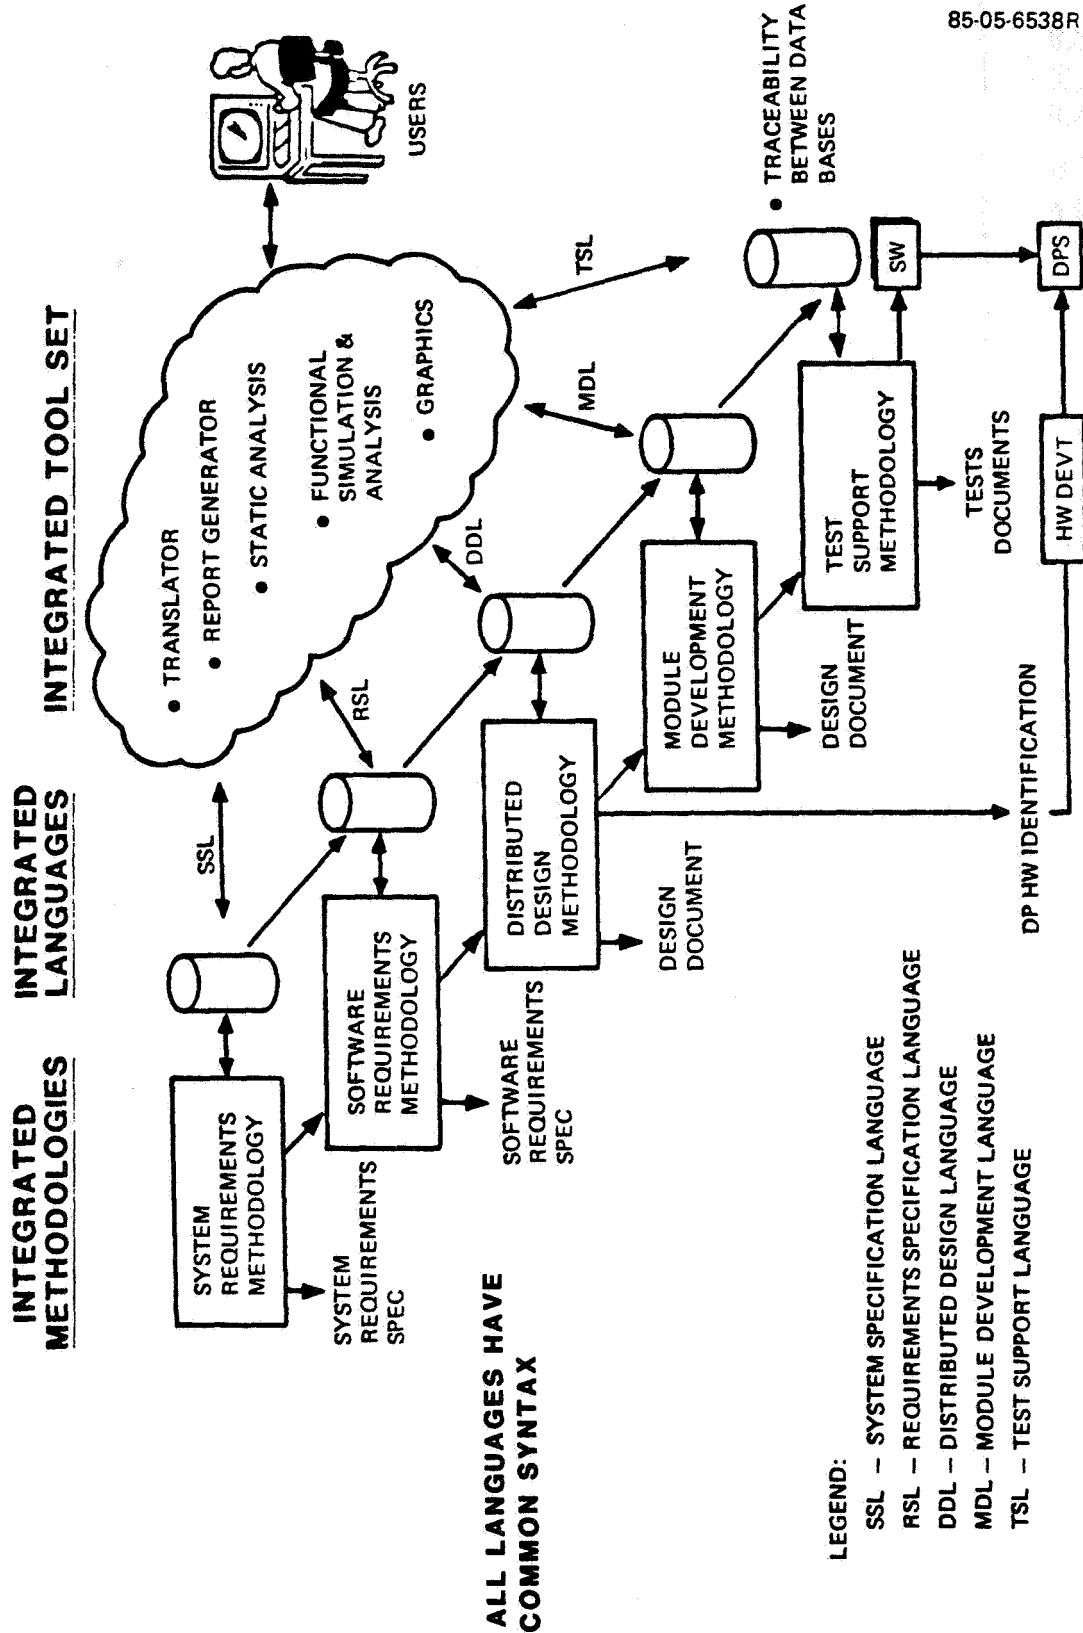 85-05-6538R
INTEGRATED
METHODOLOGIES
INTEGRATED
LANGUAGES
INTEGRATED TOOL SET
• TRANSLATOR
• REPORT GENERATOR
• STATIC ANALYSIS
• FUNCTIONAL
SIMULATION &
ANALYSIS
• GRAPHICS
USERS
SSL
RSL
DDL
MDL
TSL
SYSTEM
REQUIREMENTS
METHODOLOGY
SYSTEM
REQUIREMENTS
SPEC
SOFTWARE
REQUIREMENTS
METHODOLOGY
SOFTWARE
REQUIREMENTS
SPEC
DISTRIBUTED
DESIGN
METHODOLOGY
DESIGN
DOCUMENT
MODULE
DEVELOPMENT
METHODOLOGY
DESIGN
DOCUMENT
TEST
SUPPORT
METHODOLOGY
TESTS
DOCUMENTS
• TRACEABILITY
BETWEEN DATA
BASES
SW
DPS
HW DEVT
DP HW IDENTIFICATION
ALL LANGUAGES HAVE
COMMON SYNTAX
LEGEND:
SSL – SYSTEM SPECIFICATION LANGUAGE
RSL – REQUIREMENTS SPECIFICATION LANGUAGE
DDL – DISTRIBUTED DESIGN LANGUAGE
MDL – MODULE DEVELOPMENT LANGUAGE
TSL – TEST SUPPORT LANGUAGE